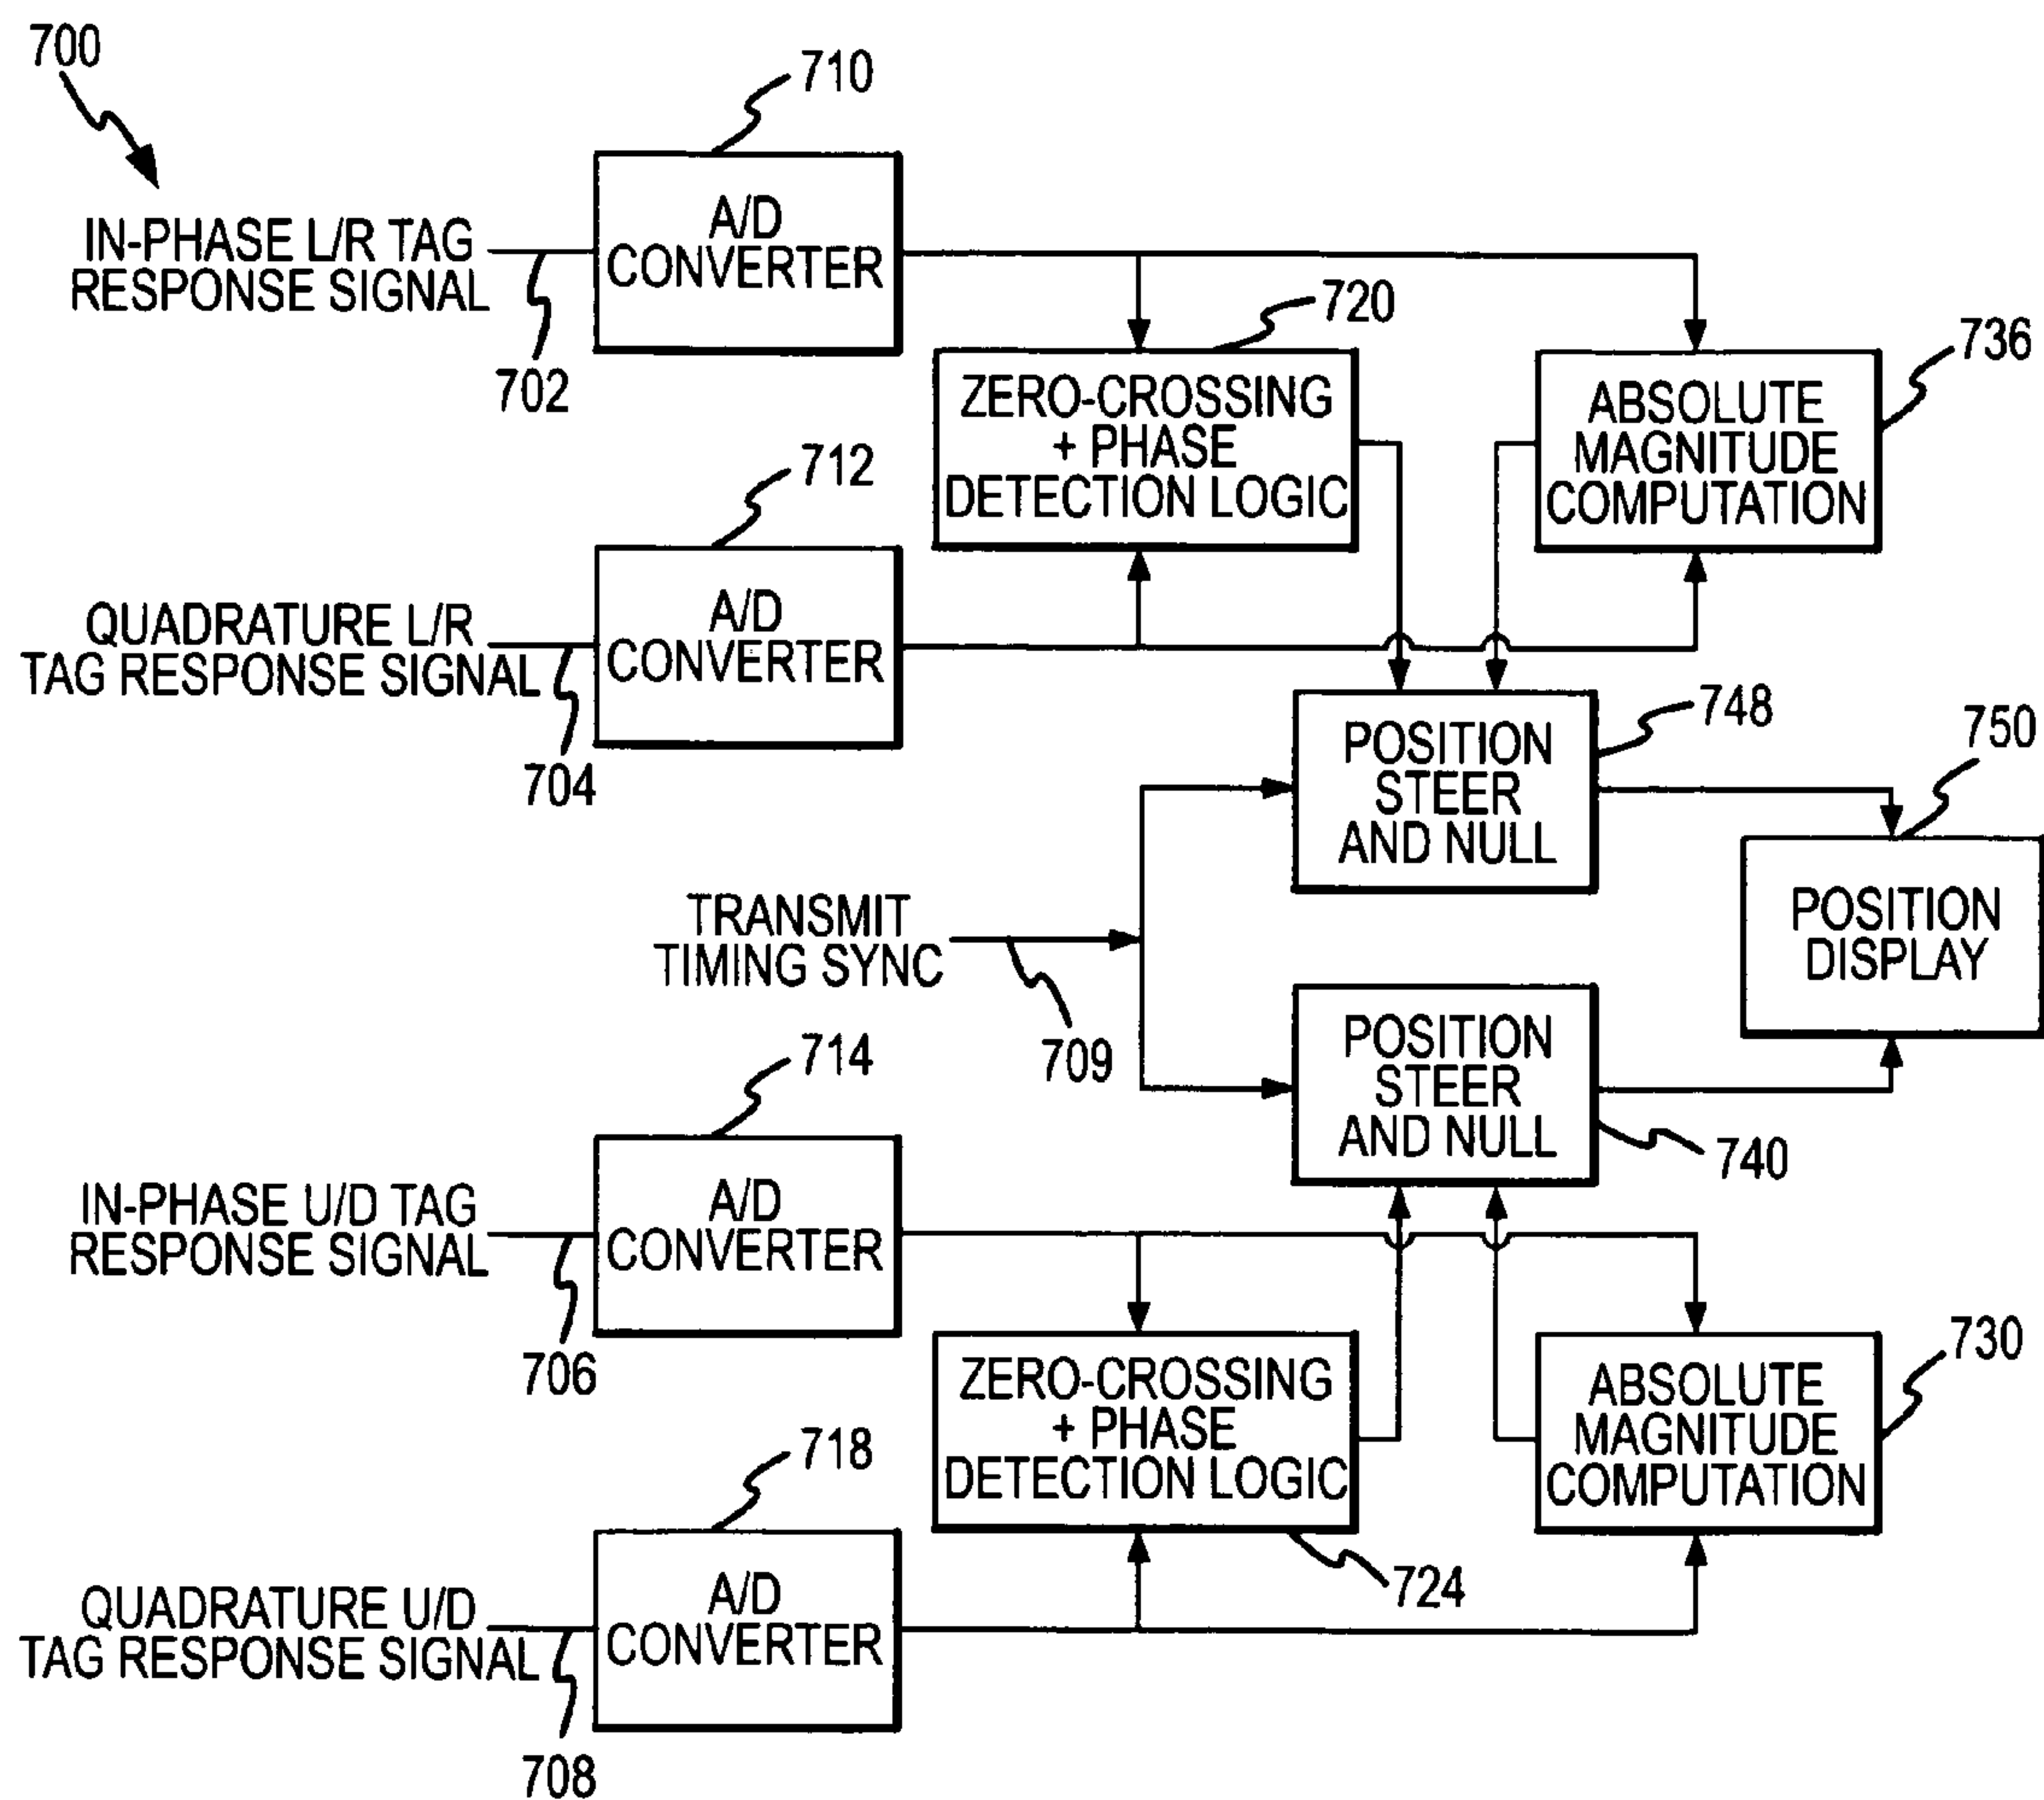 700
710
IN-PHASE L/R TAG
RESPONSE SIGNAL
702
A/D
CONVERTER
720
736
ZERO-CROSSING
+ PHASE
DETECTION LOGIC
ABSOLUTE
MAGNITUDE
COMPUTATION
712
QUADRATURE L/R
TAG RESPONSE SIGNAL
704
A/D
CONVERTER
748
750
POSITION
STEER
AND NULL
TRANSMIT
TIMING SYNC
709
POSITION
DISPLAY
POSITION
STEER
AND NULL
740
714
IN-PHASE U/D TAG
RESPONSE SIGNAL
706
A/D
CONVERTER
730
ZERO-CROSSING
+ PHASE
DETECTION LOGIC
724
ABSOLUTE
MAGNITUDE
COMPUTATION
718
QUADRATURE U/D
TAG RESPONSE SIGNAL
708
A/D
CONVERTER